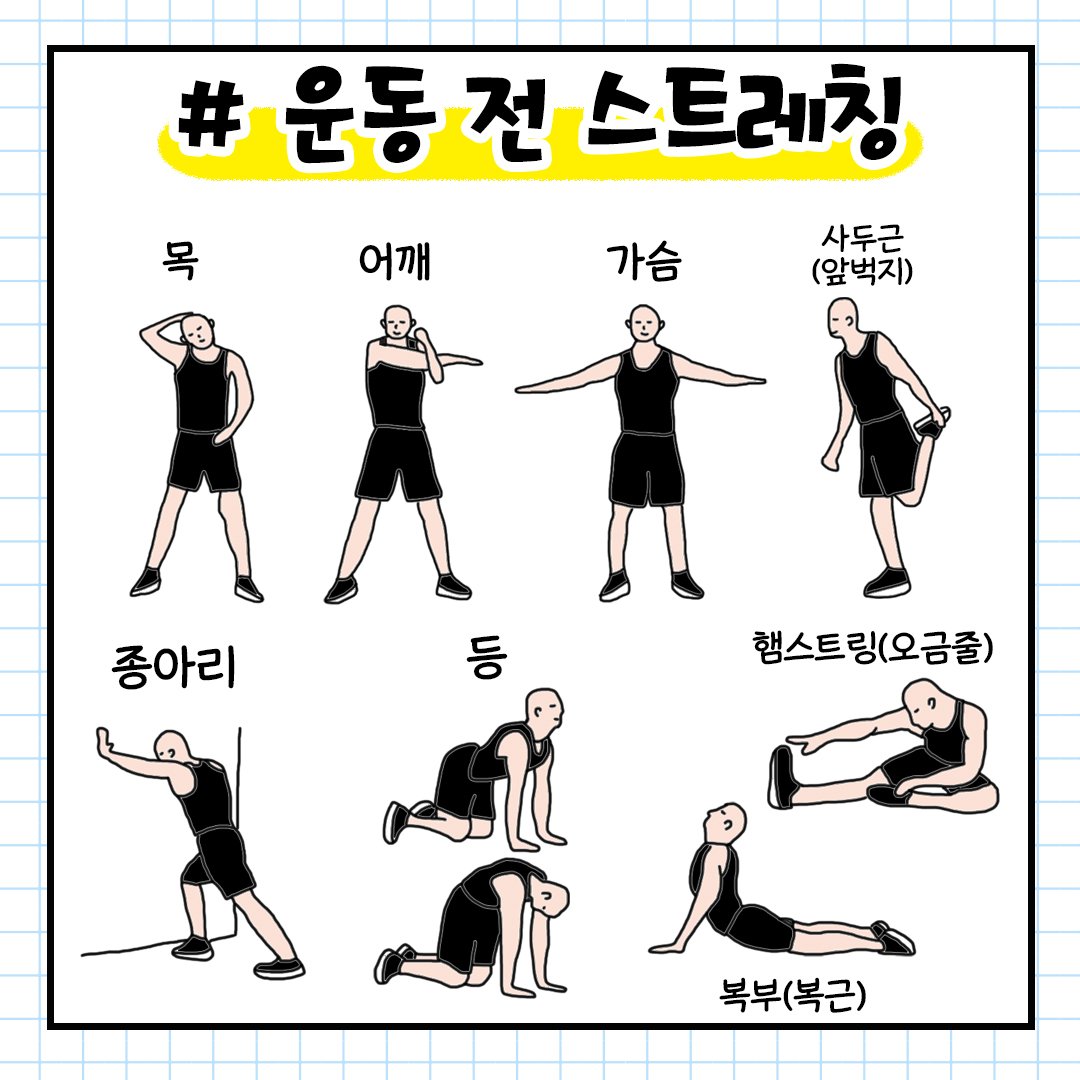 # 운동 전 스트레칭
목
어깨
가슴
사두근
(앞벅지)
종아리
등
햄스트링(오금줄)
복부(복근)